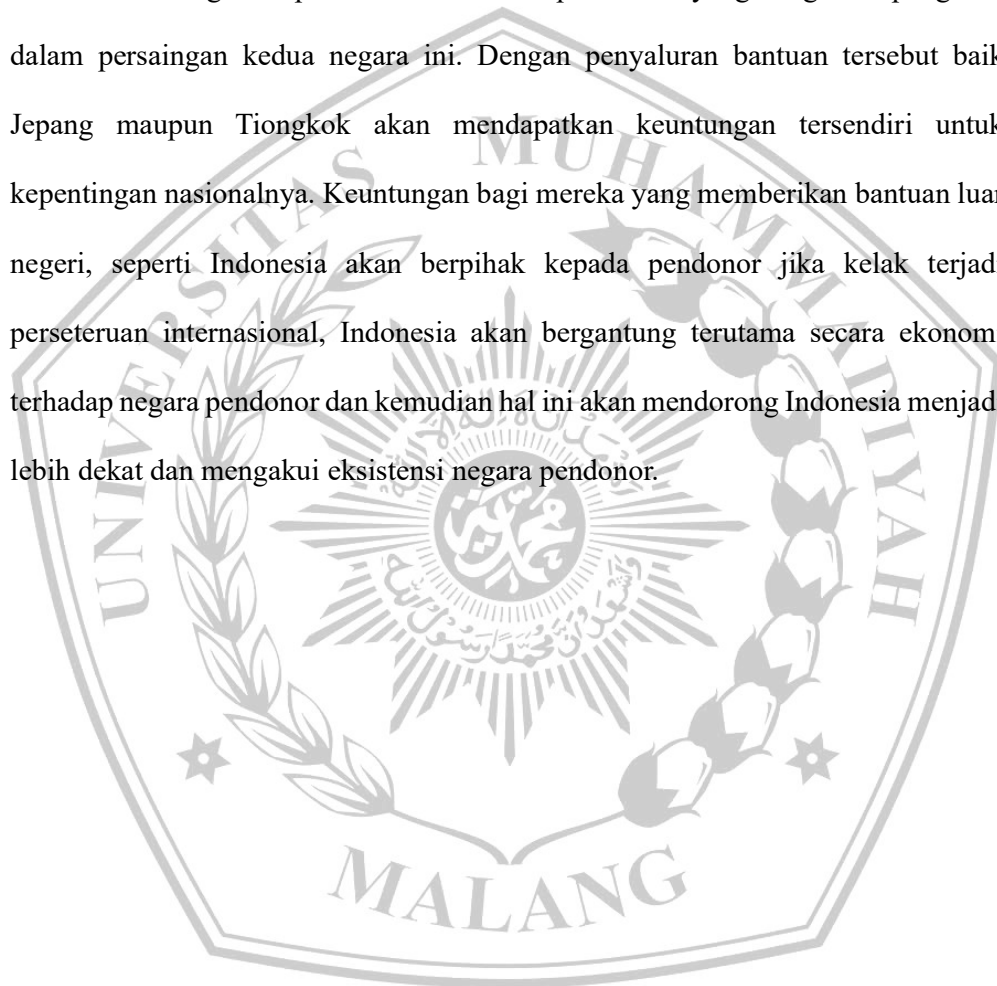 dalam persaingan kedua negara ini. Dengan penyaluran bantuan tersebut baik
Jepang maupun Tiongkok akan mendapatkan keuntungan tersendiri untuk
kepentingan nasionalnya. Keuntungan bagi mereka yang memberikan bantuan luar
negeri, seperti Indonesia akan berpihak kepada pendonor jika kelak terjadi
perseteruan internasional, Indonesia akan bergantung terutama secara ekonom
terhadap negara pendonor dan kemudian hal ini akan mendorong Indonesia menjad
lebih dekat dan mengakui eksistensi negara pendonor.
UNIVERSITAS MUHAMMADIYAH
MALANG